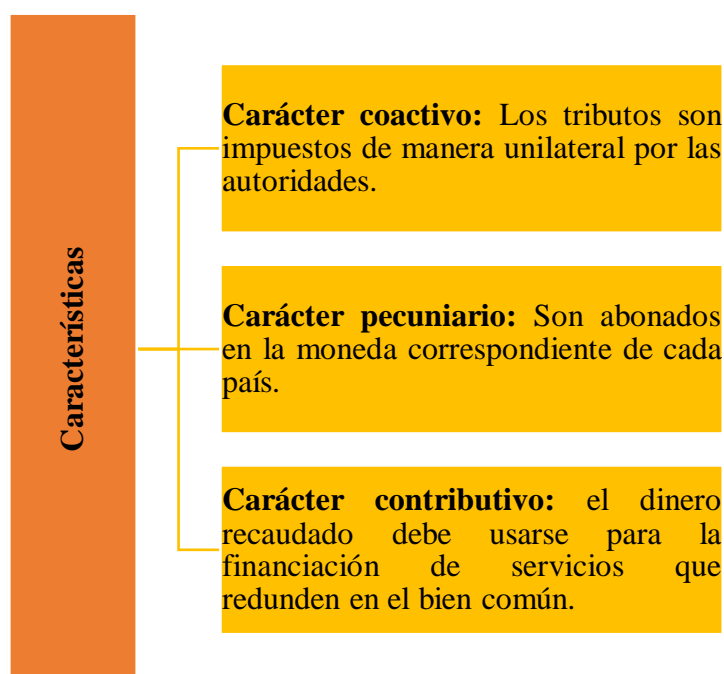 Características
Carácter coactivo: Los tributos son
impuestos de manera unilateral por las
autoridades.
Carácter pecuniario: Son abonados
en la moneda correspondiente de cada
país.
Carácter contributivo: el dinero
recaudado debe usarse para la
financiación de servicios que
redunden en el bien común.